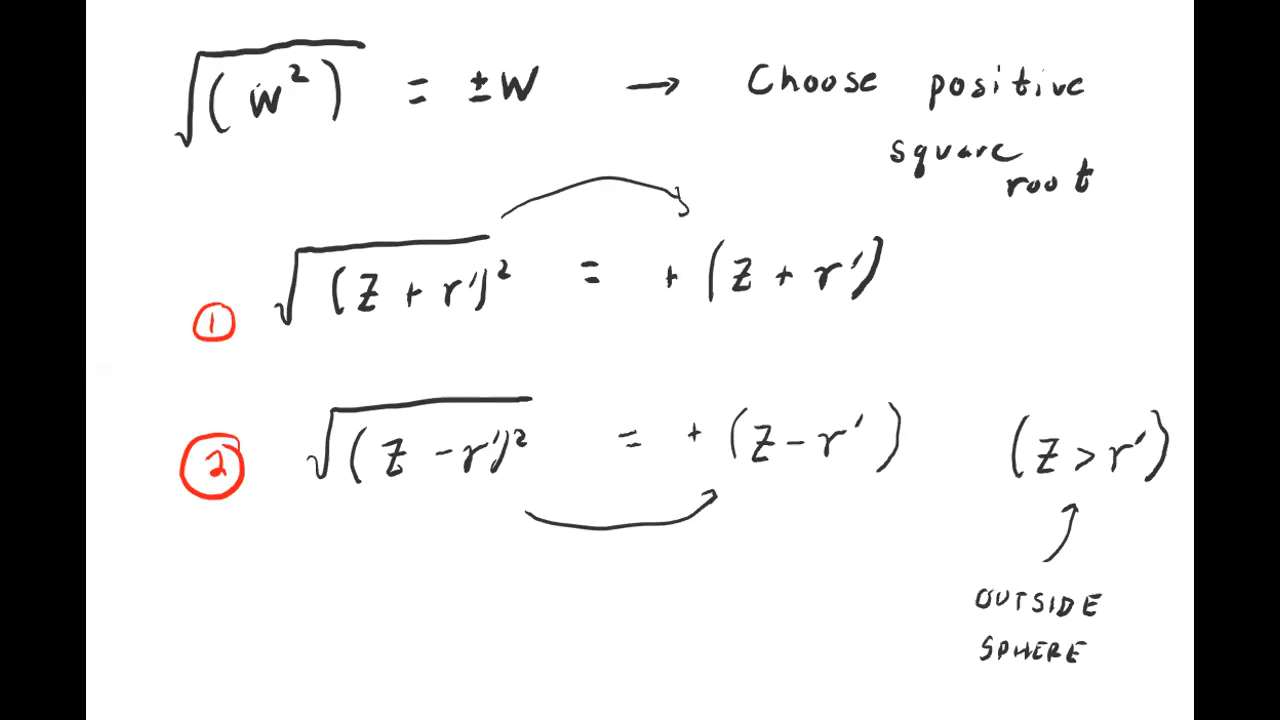 √(w²) = ±w → Choose positive
square
root
① √(z + r')² = + (z + r')
② √(z - r')² = + (z - r') (z > r')
OUTSIDE
SPHERE